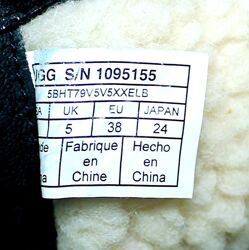 UGG S/N 1095155
5BHT79V5V5XXELB
UK EU JAPAN
5 38 24
Fabrique Hecho
en en
Chine China